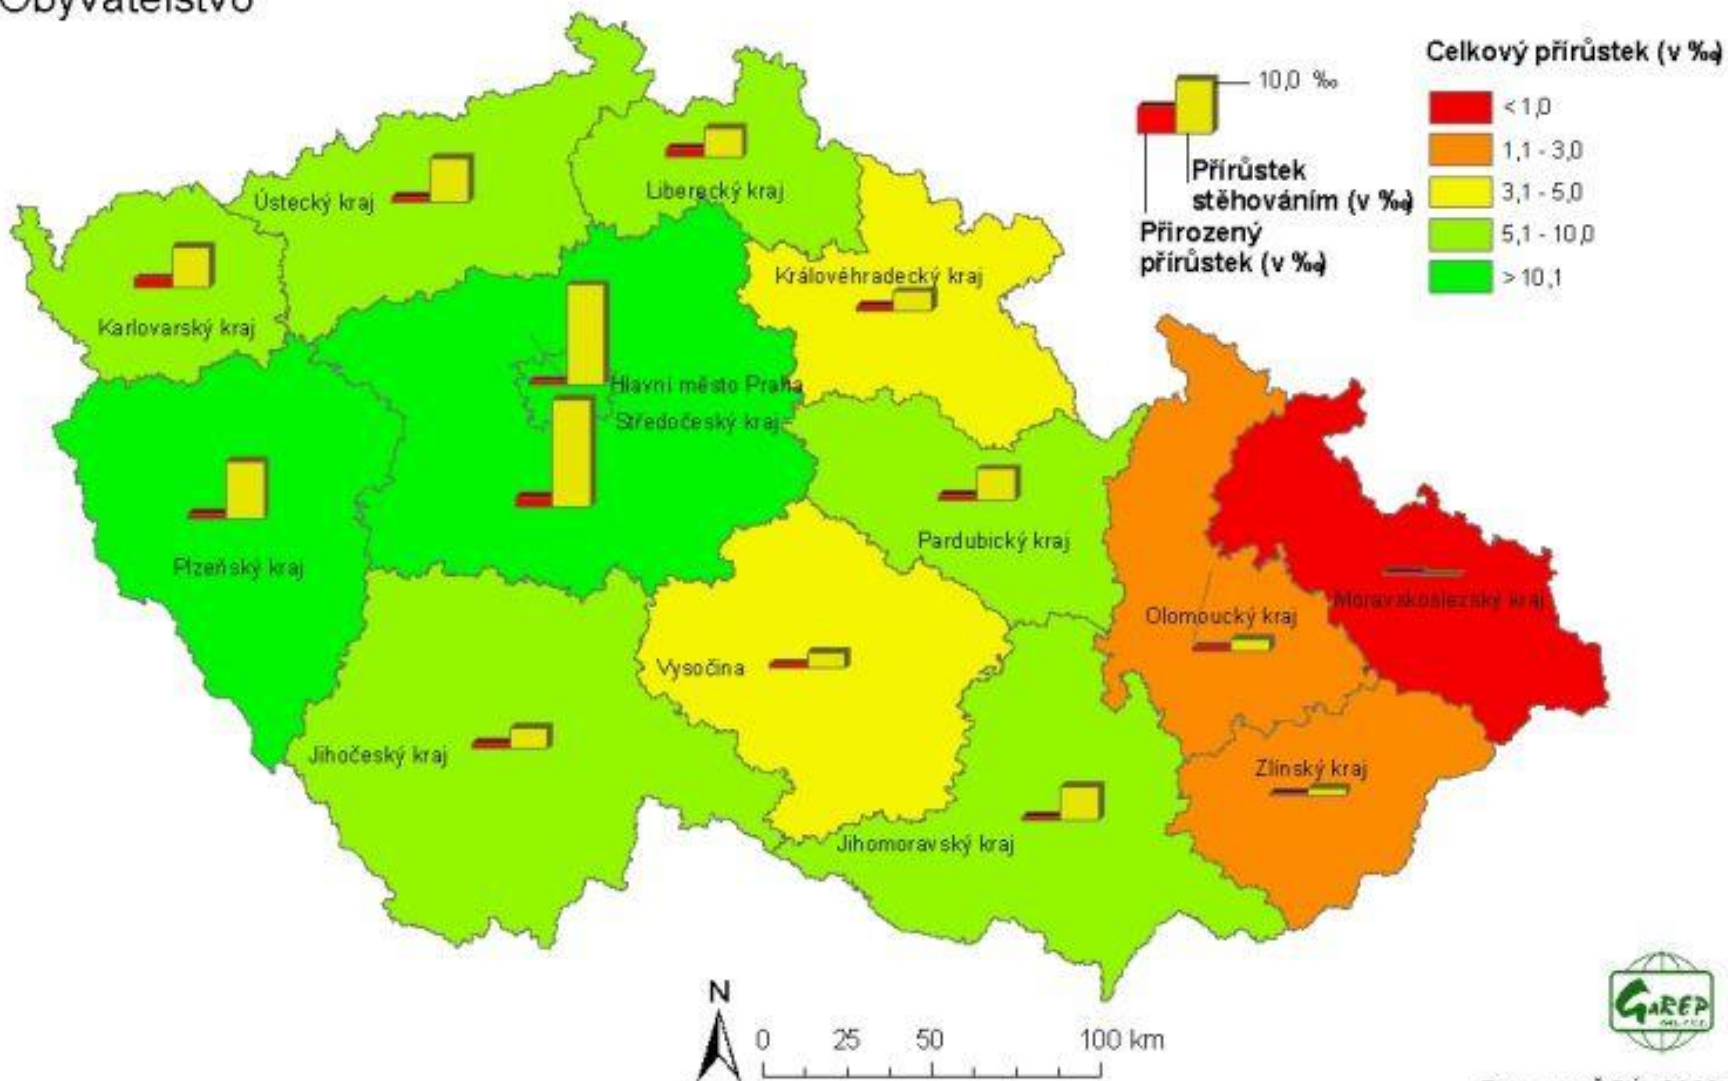 Obyvatelstvo
Celkový přírůstek (v ‰)
< 1,0
1,1 - 3,0
3,1 - 5,0
5,1 - 10,0
> 10,1
10,0 ‰
Přírůstek
stěhováním (v ‰)
Přirozený
přírůstek (v ‰)
Ústecký kraj
Liberecký kraj
Karlovarský kraj
Královéhradecký kraj
Hlavní město Praha
Středočeský kraj
Plzeňský kraj
Pardubický kraj
Moravskoslezský kraj
Olomoucký kraj
Vysočina
Jihočeský kraj
Zlínský kraj
Jihomoravský kraj
N
0 25 50 100 km
GaREP